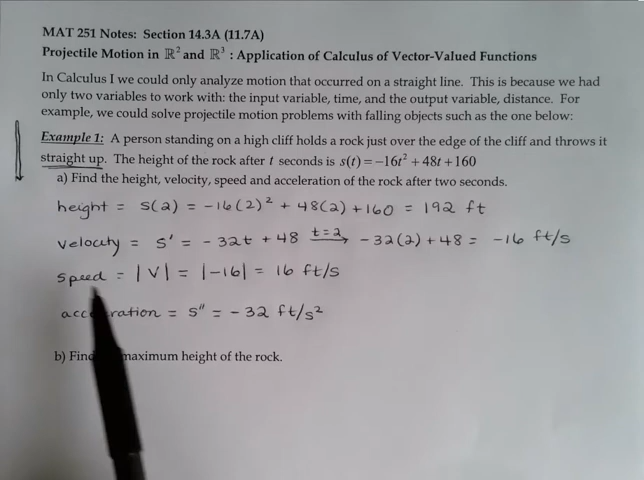 MAT 251 Notes: Section 14.3A (11.7A)
Projectile Motion in ℝ² and ℝ³ : Application of Calculus of Vector-Valued Functions
In Calculus I we could only analyze motion that occurred on a straight line. This is because we had
only two variables to work with: the input variable, time, and the output variable, distance. For
example, we could solve projectile motion problems with falling objects such as the one below:
Example 1: A person standing on a high cliff holds a rock just over the edge of the cliff and throws it
straight up. The height of the rock after t seconds is s(t) = −16t² + 48t + 160
a) Find the height, velocity, speed and acceleration of the rock after two seconds.
height = s(2) = -16(2)² + 48(2) + 160 = 192 ft
velocity = s' = -32t + 48 t=2 → -32(2) + 48 = -16 ft/s
speed = |v| = |-16| = 16 ft/s
= s'' = -32 ft/s²
b) maximum height of the rock.